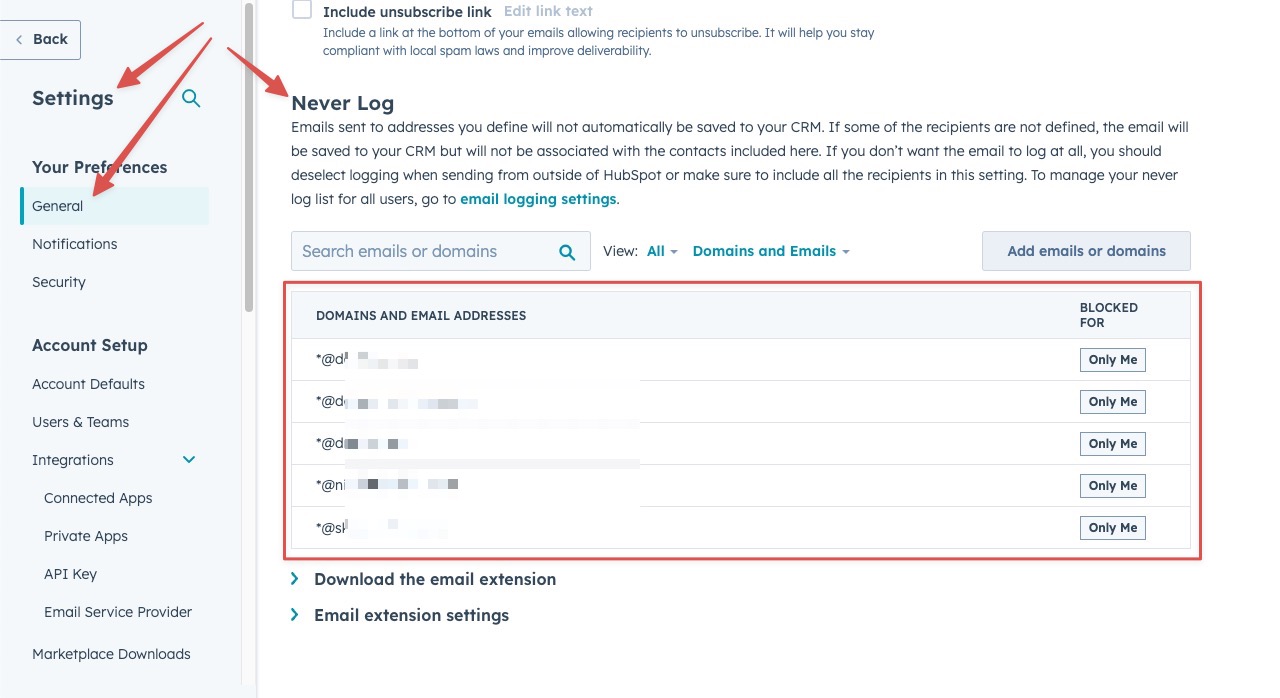 Include unsubscribe link Edit link text
Include a link at the bottom of your emails allowing recipients to unsubscribe. It will help you stay
compliant with local spam laws and improve deliverability.
Back
Settings
Your Preferences
General
Notifications
Security
Account Setup
Account Defaults
Users & Teams
Integrations
Connected Apps
Private Apps
API Key
Email Service Provider
Marketplace Downloads
Never Log
Emails sent to addresses you define will not automatically be saved to your CRM. If some of the recipients are not defined, the email will
be saved to your CRM but will not be associated with the contacts included here. If you don’t want the email to log at all, you should
deselect logging when sending from outside of HubSpot or make sure to include all the recipients in this setting. To manage your never
log list for all users, go to email logging settings.
Search emails or domains View: All Domains and Emails Add emails or domains
DOMAINS AND EMAIL ADDRESSES BLOCKED
FOR
Only Me
Only Me
Only Me
Only Me
Only Me
Download the email extension
Email extension settings